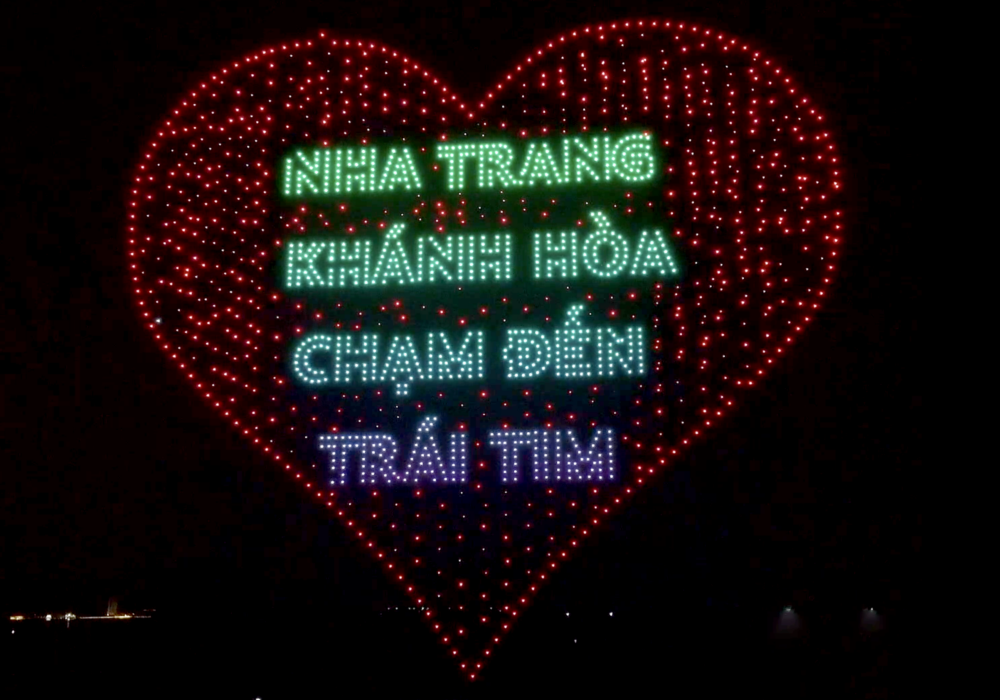 NHA TRANG
KHÁNH HÒA
CHẠM ĐẾN
TRÁI TIM